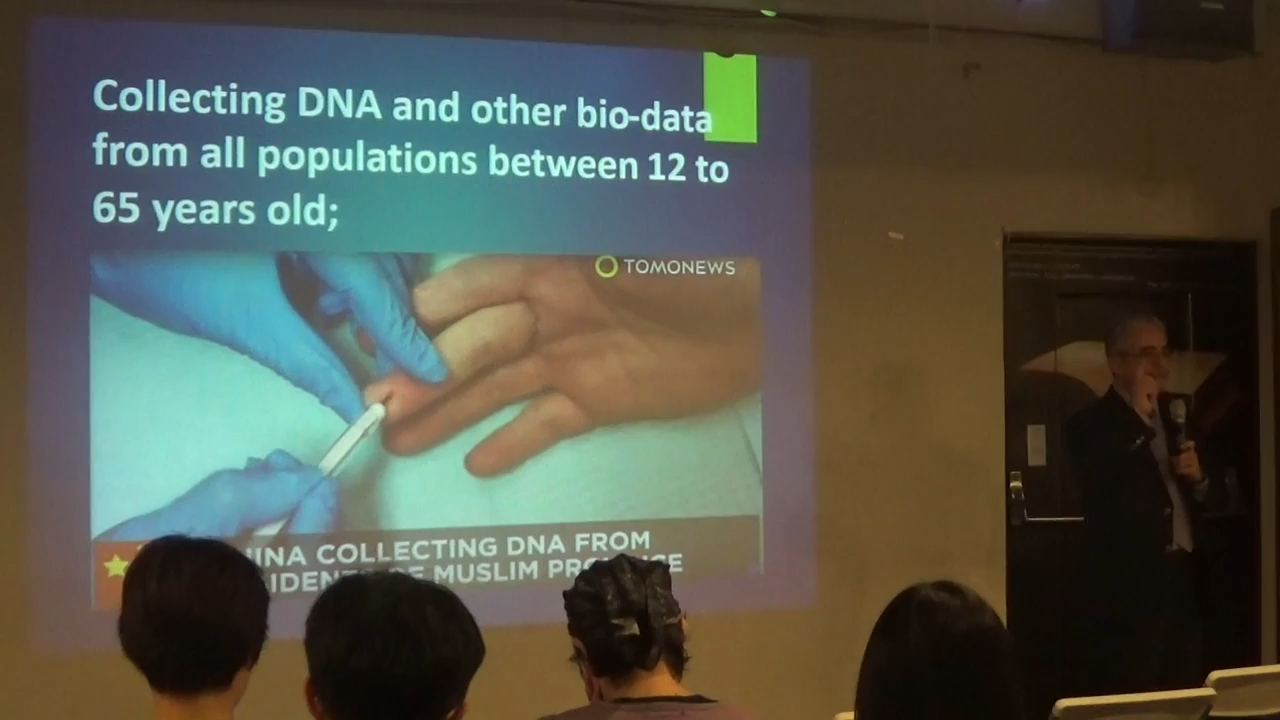 Collecting DNA and other bio-data
from all populations between 12 to
65 years old;
TOMONEWS
COLLECTING DNA FROM
MUSLIM